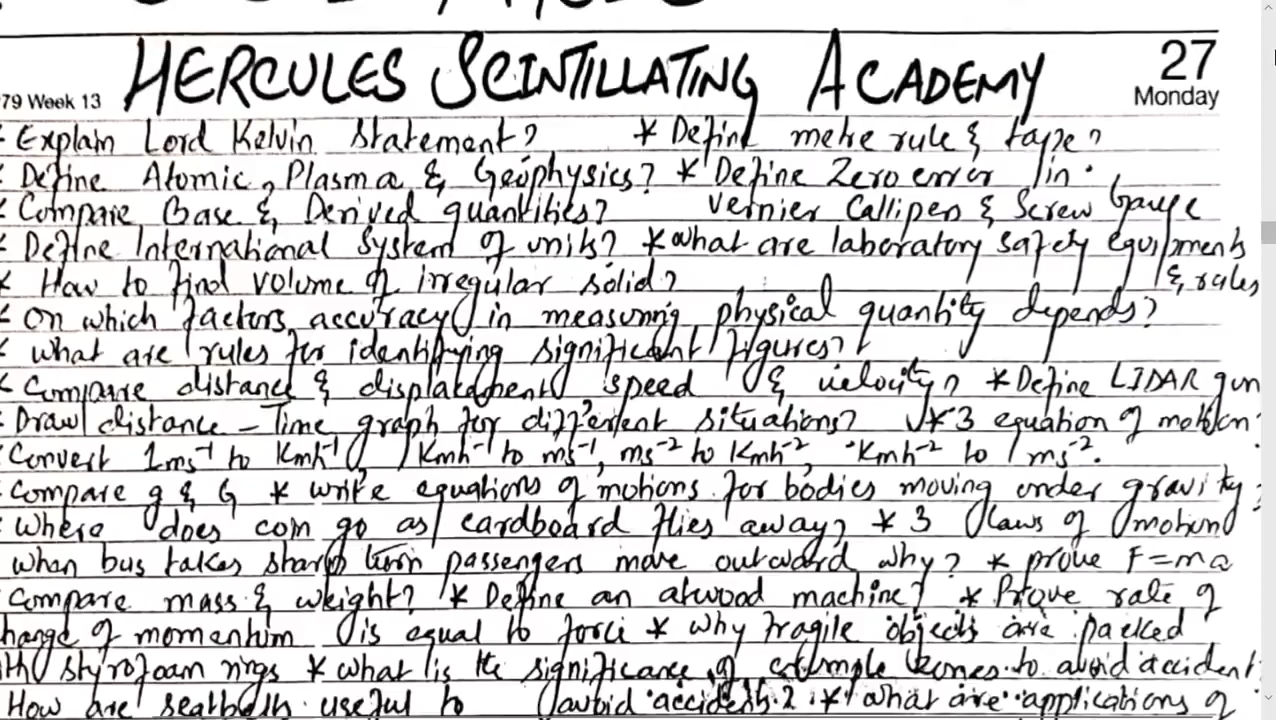 HERCULES SCINTILLATING ACADEMY
27
79 Week 13
Monday
Explain Lord Kelvin Statement? * Define metre rule & tape?
* Define Atomic, Plasma & Geophysics? * Define Zero error in
* Compare Base & Derived quantities? Vernier Callipers & Screw Gauge
* Define International System of units? * What are laboratory safety equipments
* How to find volume of irregular solid? & rules
* On which factors accuracy in measuring physical quantity depends?
* what are rules for identifying significant figures?
* Compare distance & displacement speed & velocity? * Define LIDAR gun
Draw distance - Time graph for different situations? * 3 equation of motion
Convert 1ms⁻¹ to Kmh⁻¹, Kmh⁻¹ to ms⁻¹, ms⁻² to Kmh⁻², Kmh⁻² to ms⁻².
Compare g & G * write equations of motions for bodies moving under gravity?
Where does coin go as cardboard flies away? * 3 laws of motion
when bus takes sharp turn passengers move outward why? * prove F=ma
Compare mass & weight? * Define an atwood machine? * Prove rate of
hange of momentum is equal to force * why fragile objects are packed
ith styrofoam rings * what is the significance of crumple zones to avoid accident
How are seatbelts useful to avoid accidents? * what are applications of